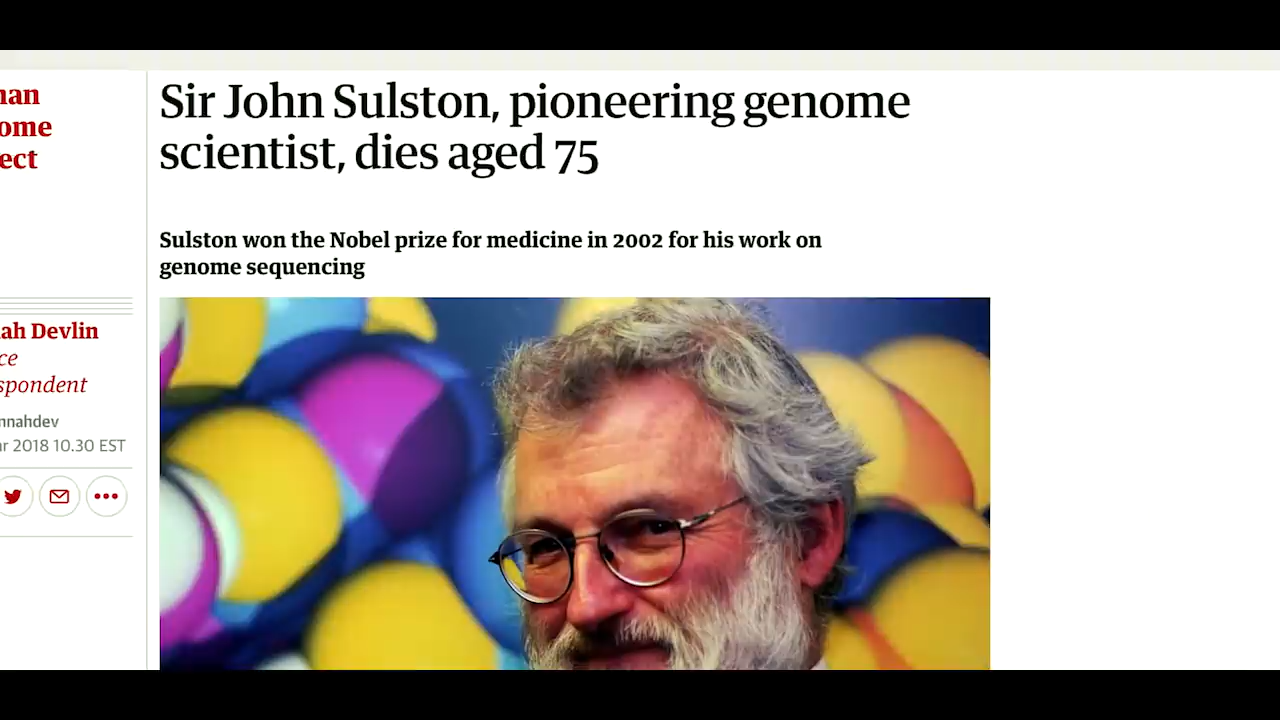 Sir John Sulston, pioneering genome
scientist, dies aged 75
Sulston won the Nobel prize for medicine in 2002 for his work on
genome sequencing
nan
ome
ect
ah Devlin
ce
spondent
nnahdev
ar 2018 10.30 EST